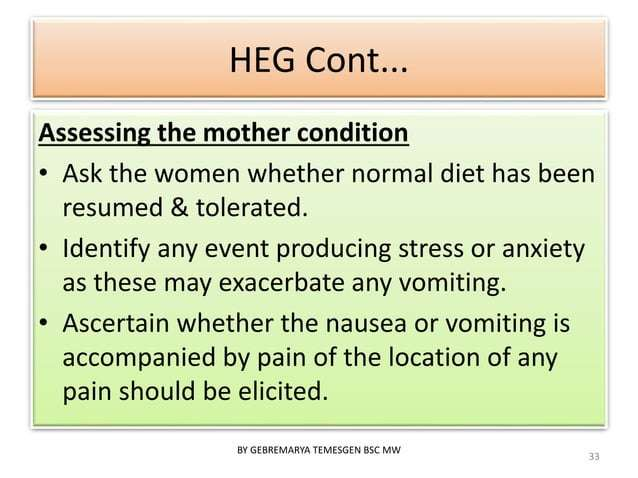 HEG Cont...
Assessing the mother condition
• Ask the women whether normal diet has been
resumed & tolerated.
• Identify any event producing stress or anxiety
as these may exacerbate any vomiting.
• Ascertain whether the nausea or vomiting is
accompanied by pain of the location of any
pain should be elicited.
BY GEBREMARYA TEMESGEN BSC MW
33